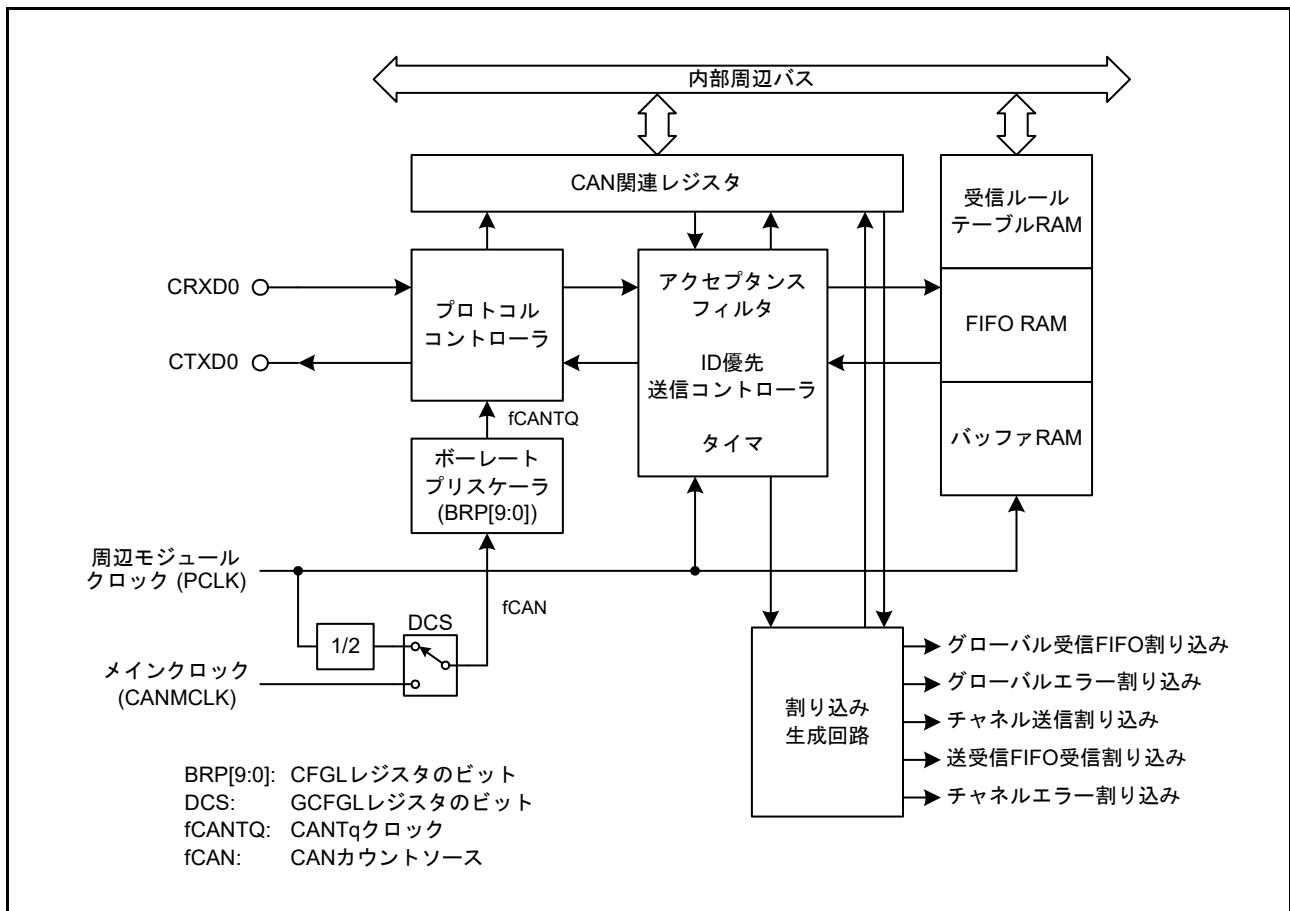 内部周辺バス
CAN関連レジスタ
受信ルール
テーブルRAM
FIFO RAM
バッファRAM
CRXD0
CTXD0
プロトコル
コントローラ
アクセプタンス
フィルタ
ID優先
送信コントローラ
タイマ
fCANTQ
ボーレート
プリスケーラ
(BRP[9:0])
周辺モジュール
クロック (PCLK)
fCAN
DCS
1/2
メインクロック
(CANMCLK)
割り込み
生成回路
グローバル受信FIFO割り込み
グローバルエラー割り込み
チャネル送信割り込み
送受信FIFO受信割り込み
チャネルエラー割り込み
BRP[9:0]: CFGLレジスタのビット
DCS: GCFGLレジスタのビット
fCANTQ: CANTqクロック
fCAN: CANカウントソース